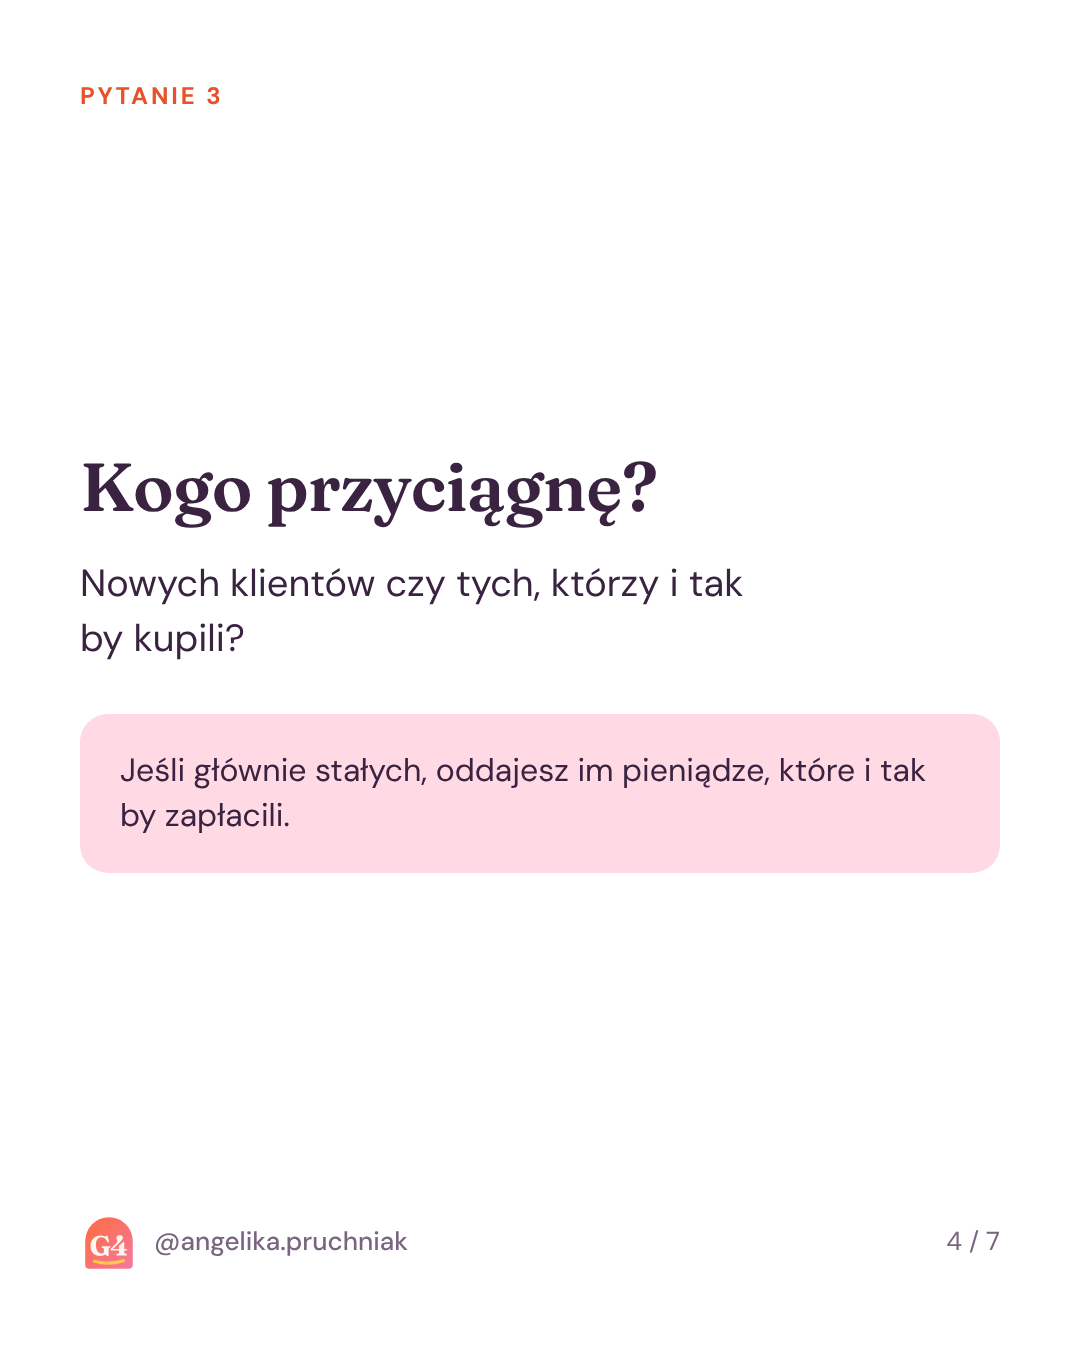 PYTANIE 3
Kogo przyciągnę?
Nowych klientów czy tych, którzy i tak
by kupili?
Jeśli głównie stałych, oddajesz im pieniądze, które i tak
by zapłacili.
G4
@angelika.pruchniak
4 / 7